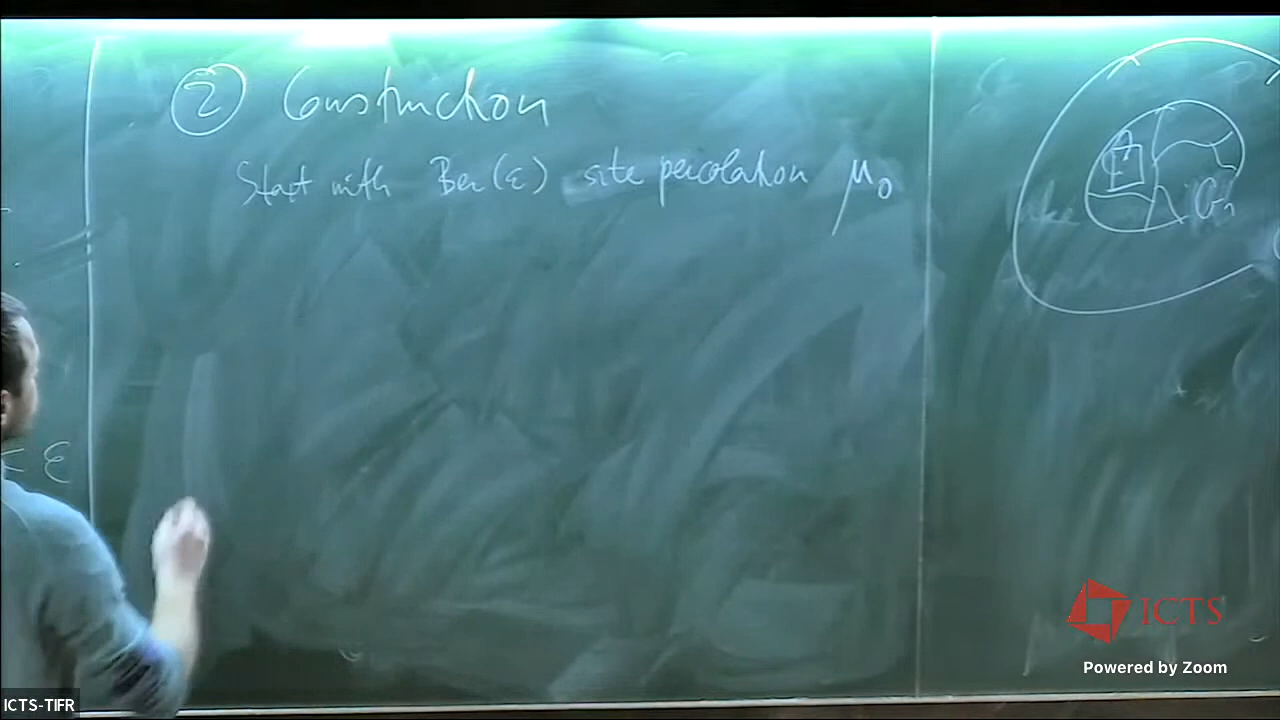 ② Construction
Start with Ber(ε) site percolation μ₀
< ε
ICTS
Powered by Zoom
ICTS-TIFR